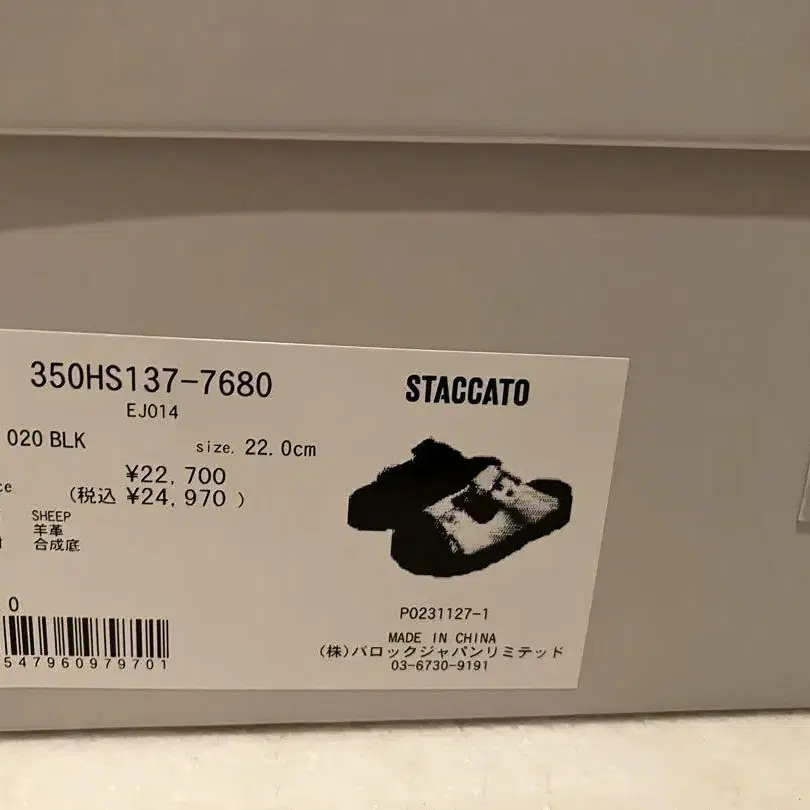 350HS137-7680
EJ014
020 BLK
size. 22.0cm
¥22,700
(税込 ¥24,970 )
SHEEP
羊革
合成底
0
547960979701
STACCATO
PO231127-1
MADE IN CHINA
(株)バロックジャパンリミテッド
03-6730-9191